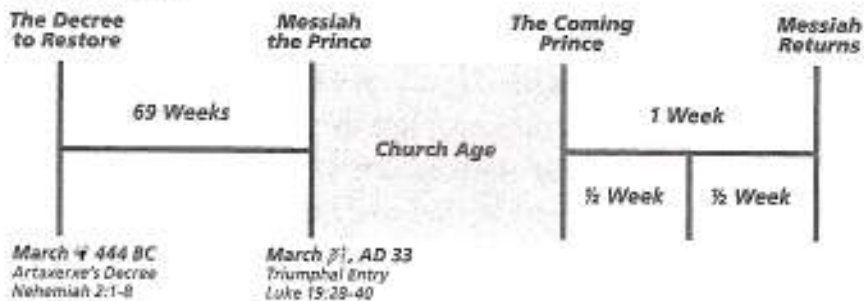 The Decree
to Restore
Messiah
the Prince
The Coming
Prince
Messiah
Returns
69 Weeks
Church Age
1 Week
½ Week
½ Week
March 444 BC
Artaxerxe's Decree
Nehemiah 2:1-8
March , AD 33
Triumphal Entry
Luke 19:28-40